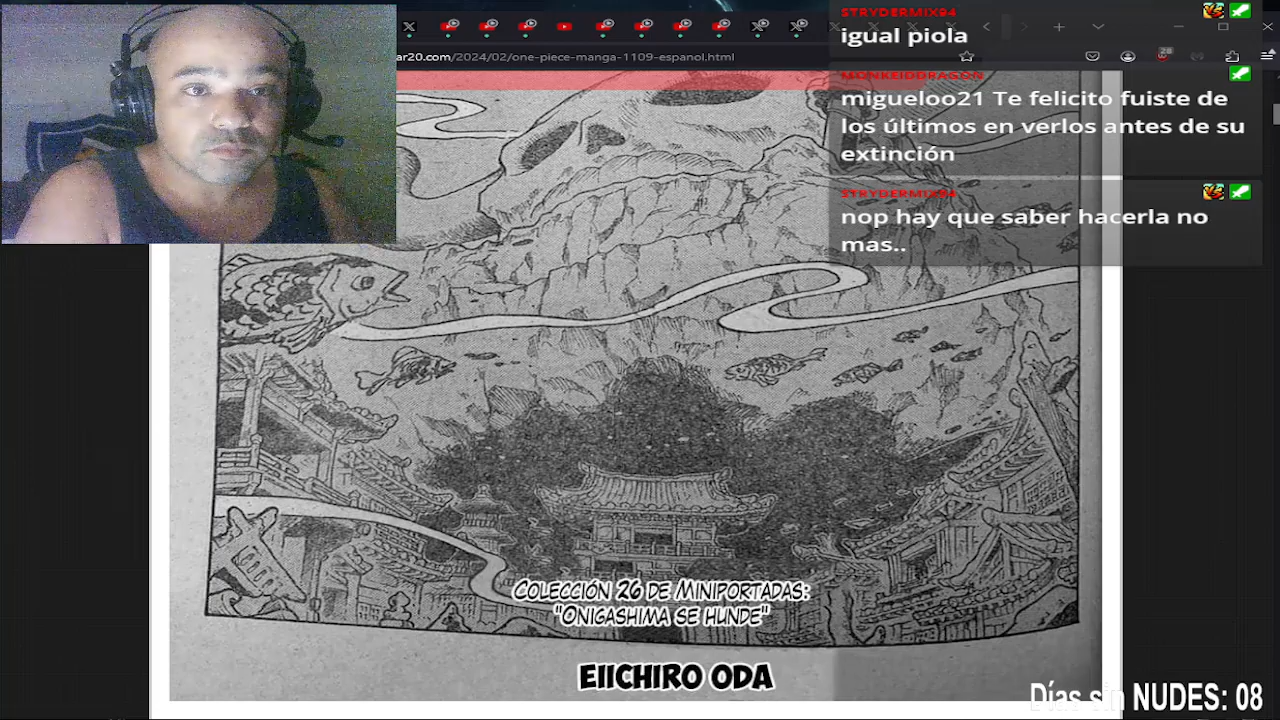 STRYDERMIX94
igual piola
ar20.com/2024/02/one-piece-manga-1109-espanol.html
28
MONKEIDDRAGON
migueloo21 Te felicito fuiste de
los últimos en verlos antes de su
extinción
STRYDERMIX94
nop hay que saber hacerla no
mas..
COLECCIÓN 26 DE MINIPORTADAS:
"ONIGASHIMA SE HUNDE"
EIICHIRO ODA
Días sin NUDES: 08